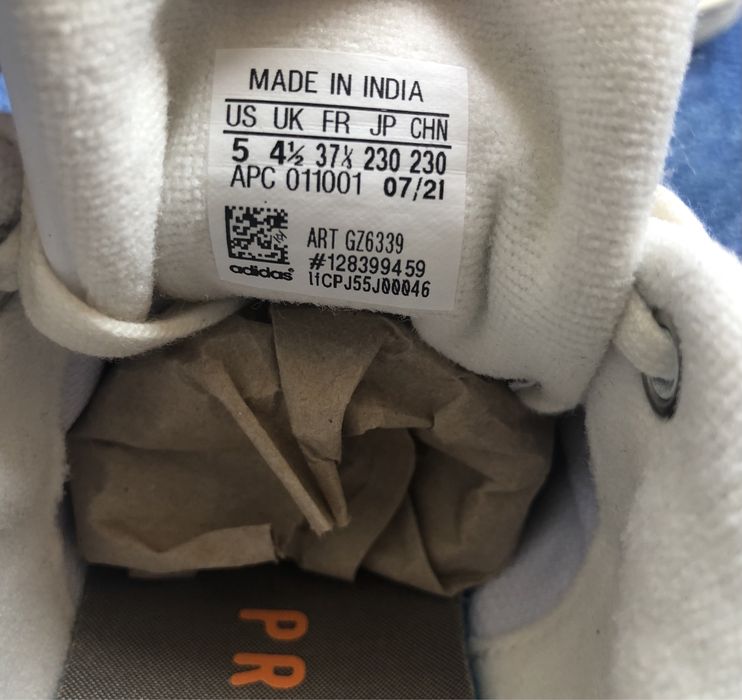 MADE IN INDIA
US UK FR JP CHN
5 4½ 37⅓ 230 230
APC 011001 07/21
ART GZ6339
#128399459
adidas
1iCPJ55J00046
PR